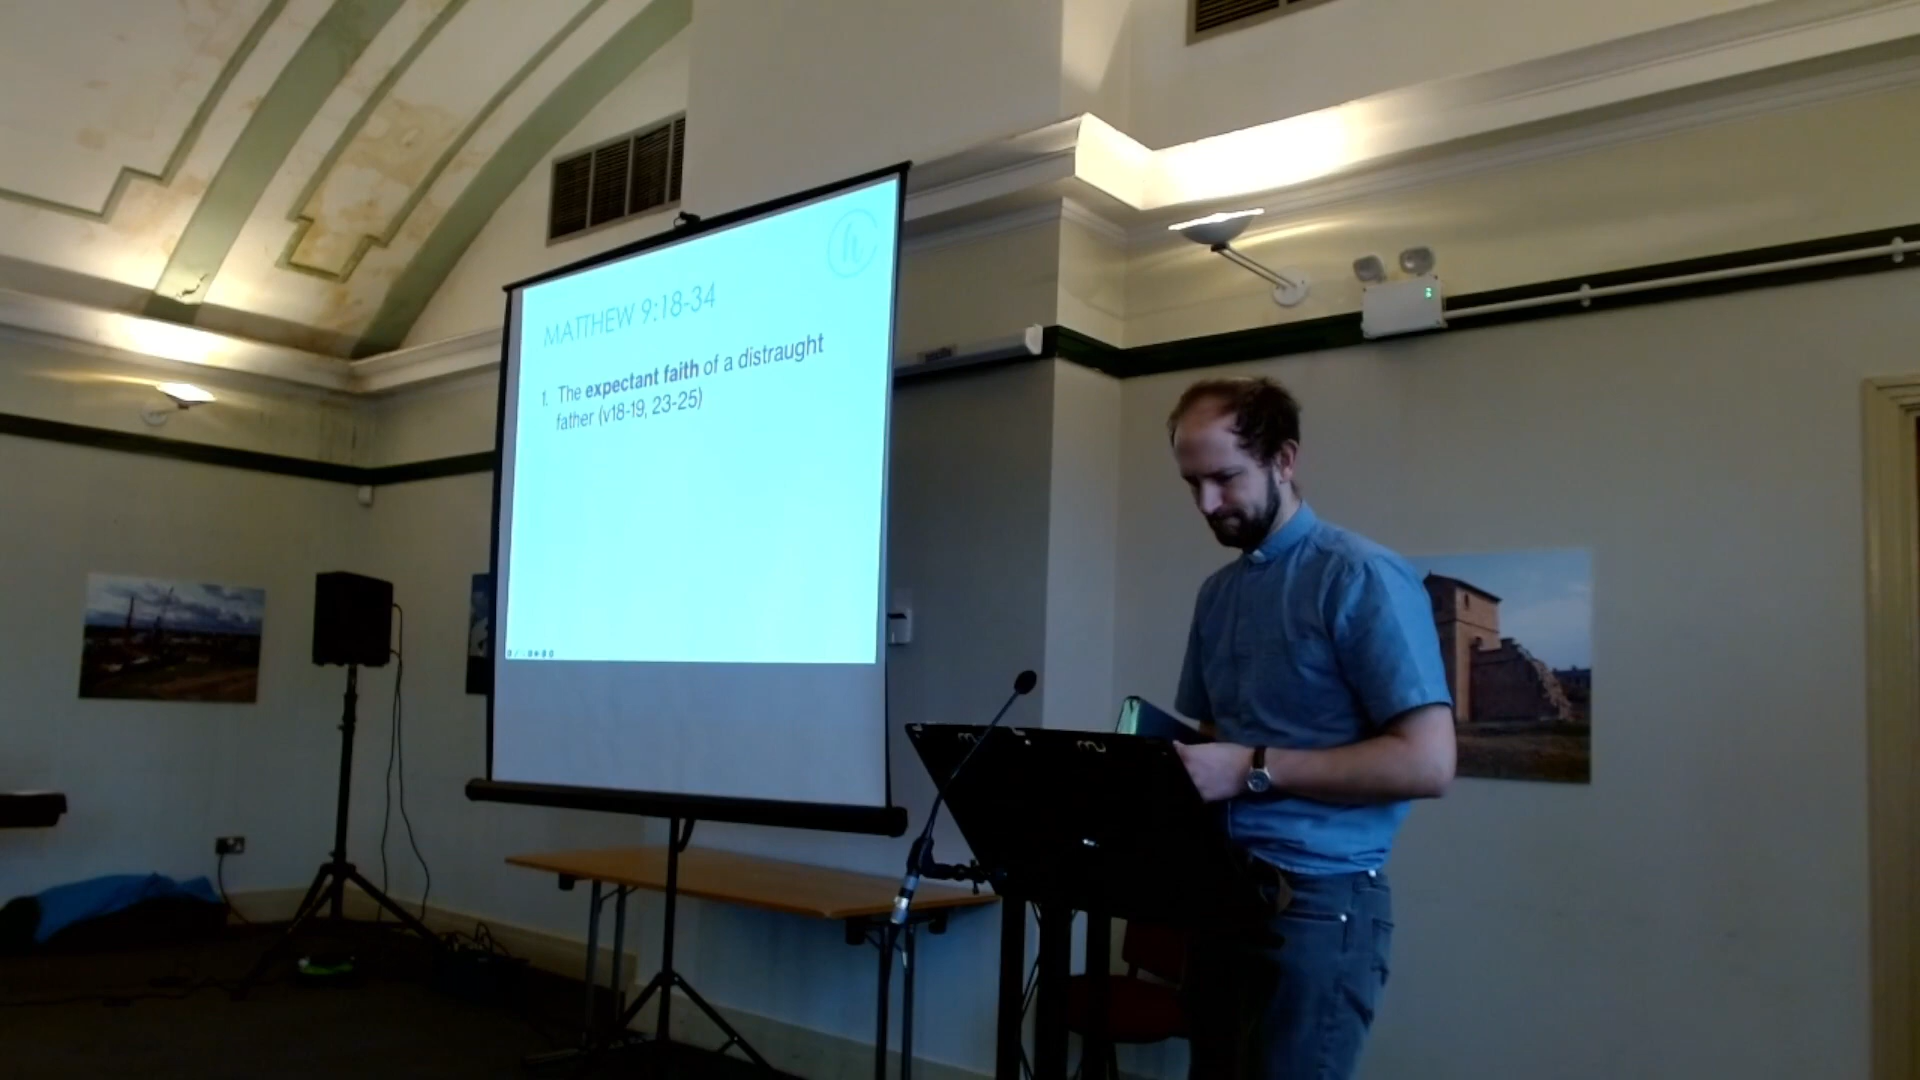 MATTHEW 9:18-34
1. The expectant faith of a distraught
father (v18-19, 23-25)